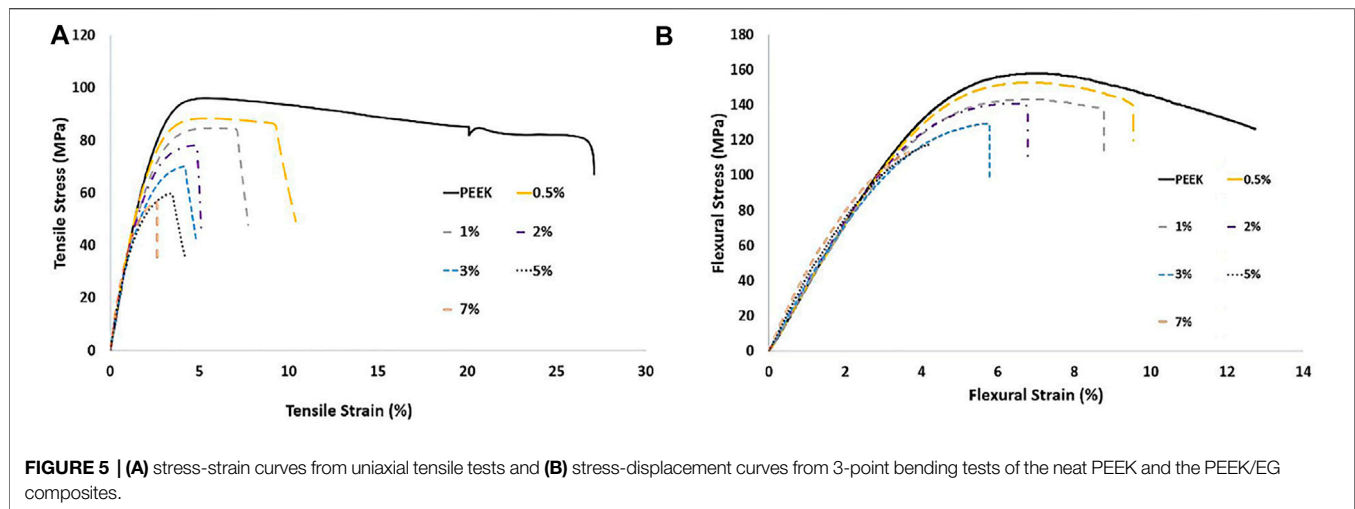 A
120
100
80
60
40
20
0
Tensile Stress (MPa)
0 5 10 15 20 25 30
Tensile Strain (%)
PEEK 0.5%
1% 2%
3% 5%
7%
B
180
160
140
120
100
80
60
40
20
0
Flexural Stress (MPa)
0 2 4 6 8 10 12 14
Flexural Strain (%)
PEEK 0.5%
1% 2%
3% 5%
7%
FIGURE 5 | (A) stress-strain curves from uniaxial tensile tests and (B) stress-displacement curves from 3-point bending tests of the neat PEEK and the PEEK/EG
composites.